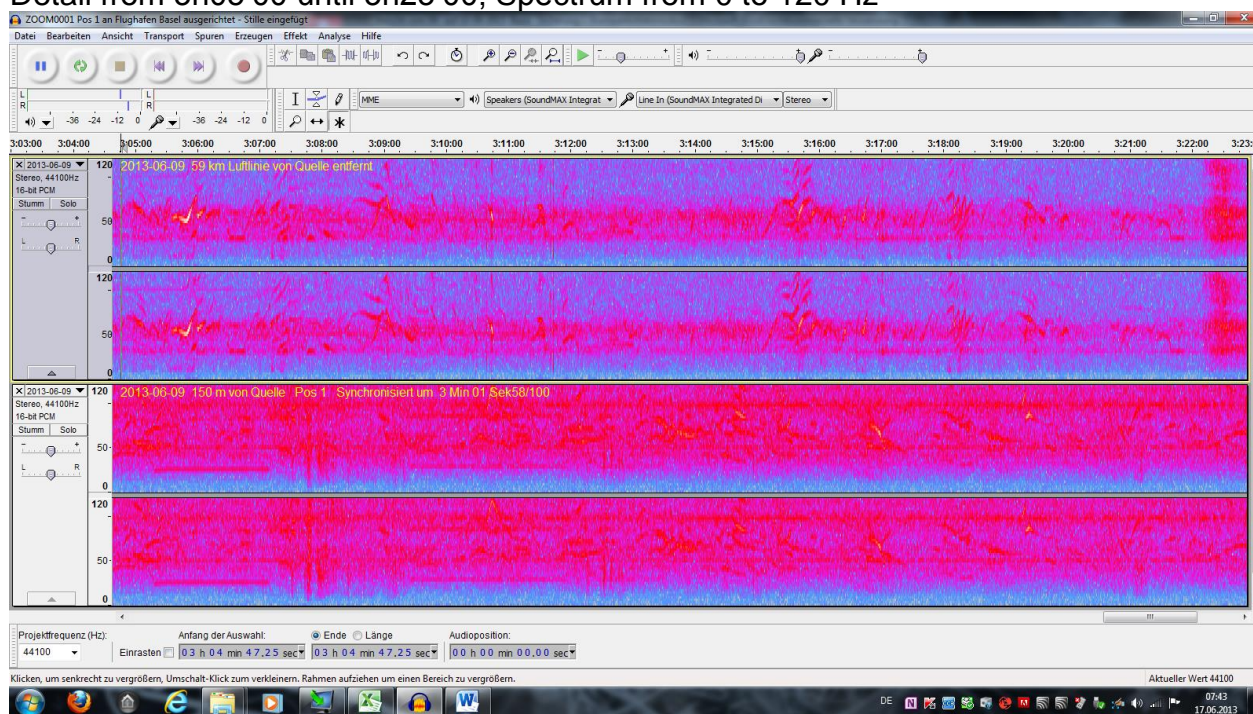 Detail from 3h03'00 until 3h23'00, Spectrum from 0 to 120 Hz
ZOOM0001 Pos 1 an Flughafen Basel ausgerichtet - Stille eingefügt
Datei Bearbeiten Ansicht Transport Spuren Erzeugen Effekt Analyse Hilfe
L
R
-36 -24 -12 0
L
R
-36 -24 -12 0
MME
Speakers (SoundMAX Integrat
Line In (SoundMAX Integrated Di
Stereo
3:03:00 3:04:00 3:05:00 3:06:00 3:07:00 3:08:00 3:09:00 3:10:00 3:11:00 3:12:00 3:13:00 3:14:00 3:15:00 3:16:00 3:17:00 3:18:00 3:19:00 3:20:00 3:21:00 3:22:00 3:23:
2013-06-09
Stereo, 44100Hz
16-bit PCM
Stumm Solo
L R
120
50
0
120
50
0
2013-06-09 59 km Luftlinie von Quelle entfernt
2013-06-09
Stereo, 44100Hz
16-bit PCM
Stumm Solo
L R
120
50
0
120
50
0
2013-06-09 150 m von Quelle Pos 1 Synchronisiert um 3 Min 01 Sek58/100
Projektfrequenz (Hz): Anfang der Auswahl: Ende Länge Audioposition:
44100 Einrasten 03 h 04 min 47,25 sec 03 h 04 min 47,25 sec 00 h 00 min 00,00 sec
Klicken, um senkrecht zu vergrößern, Umschalt-Klick zum verkleinern. Rahmen aufziehen um einen Bereich zu vergrößern. Aktueller Wert 44100
DE
07:43
17.06.2013